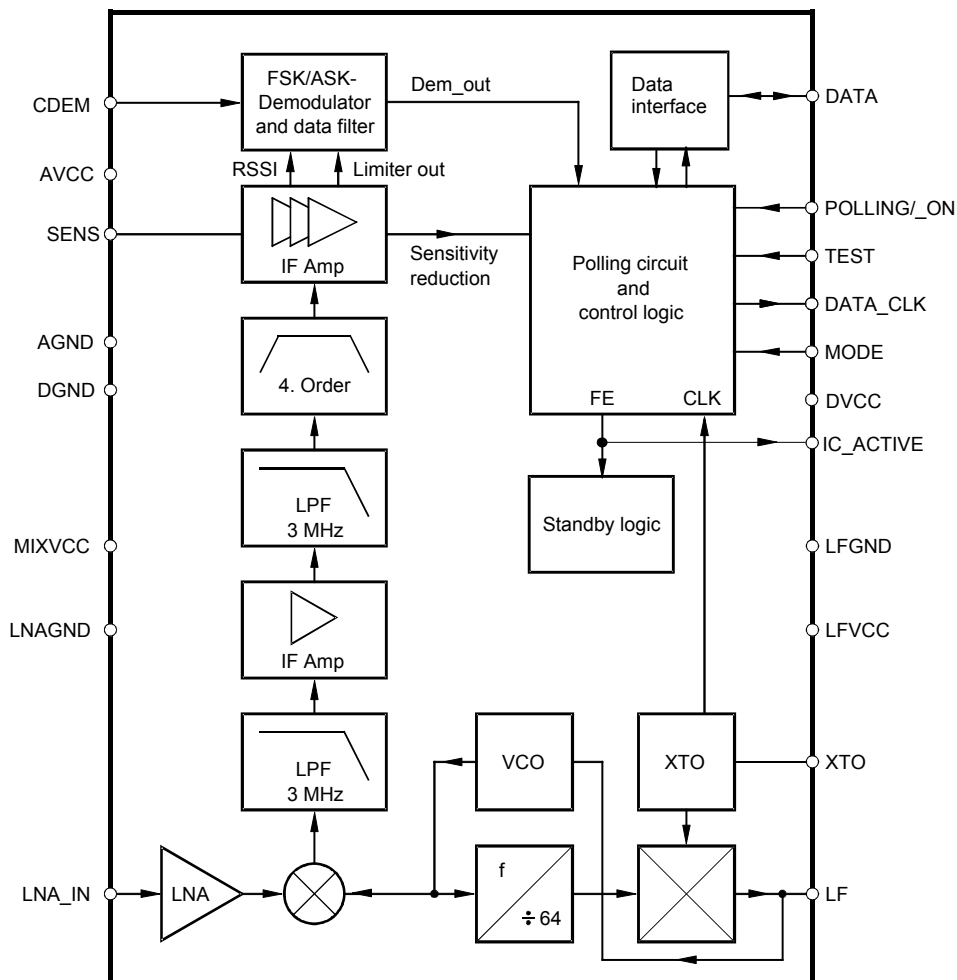 FSK/ASK-
Demodulator
and data filter
Dem_out
Data
interface
CDEM
DATA
AVCC
RSSI
Limiter out
POLLING/_ON
SENS
IF Amp
Sensitivity
reduction
Polling circuit
and
control logic
TEST
DATA_CLK
AGND
4. Order
MODE
DGND
FE
CLK
DVCC
IC_ACTIVE
LPF
3 MHz
Standby logic
MIXVCC
LFGND
LNAGND
IF Amp
LFVCC
LPF
3 MHz
VCO
XTO
XTO
LNA_IN
LNA
f
÷ 64
LF